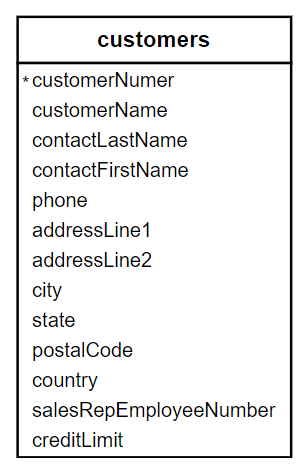 customers
* customerNumer
customerName
contactLastName
contactFirstName
phone
addressLine1
addressLine2
city
state
postalCode
country
salesRepEmployeeNumber
creditLimit